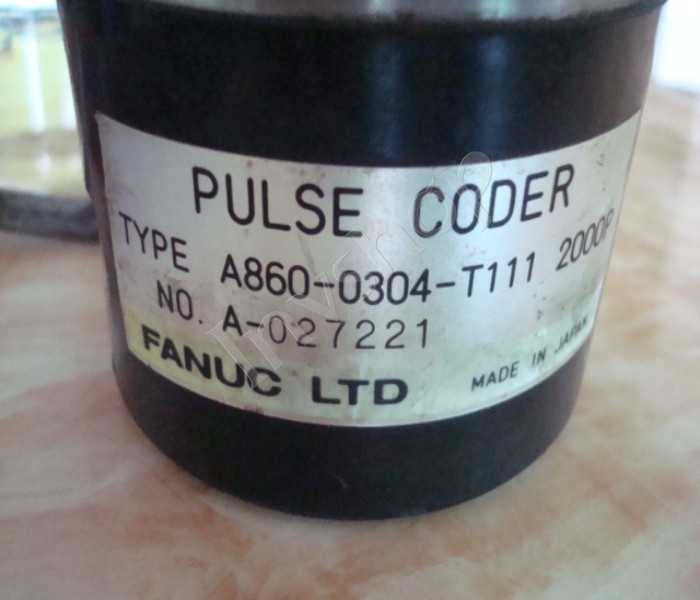 PULSE CODER
TYPE A860-0304-T111 2000P
NO. A-027221
FANUC LTD MADE IN JAPAN